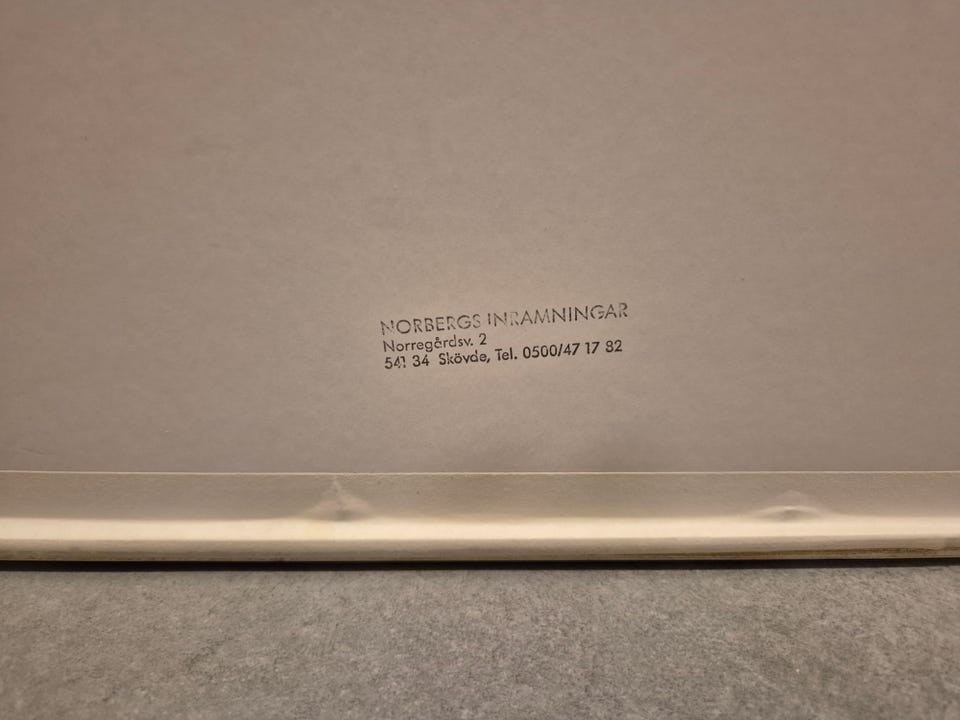 NORBERGS INRAMNINGAR
Norregårdsv. 2
541 34 Skövde, Tel. 0500/47 17 82